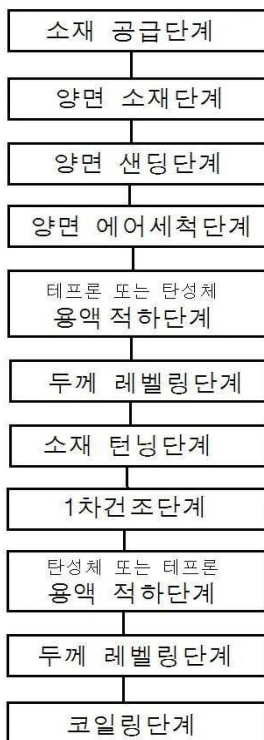 소재 공급단계
양면 소재단계
양면 샌딩단계
양면 에어세척단계
테프론 또는 탄성체
용액 적하단계
두께 레벨링단계
소재 턴닝단계
1차건조단계
탄성체 또는 테프론
용액 적하단계
두께 레벨링단계
코일링단계